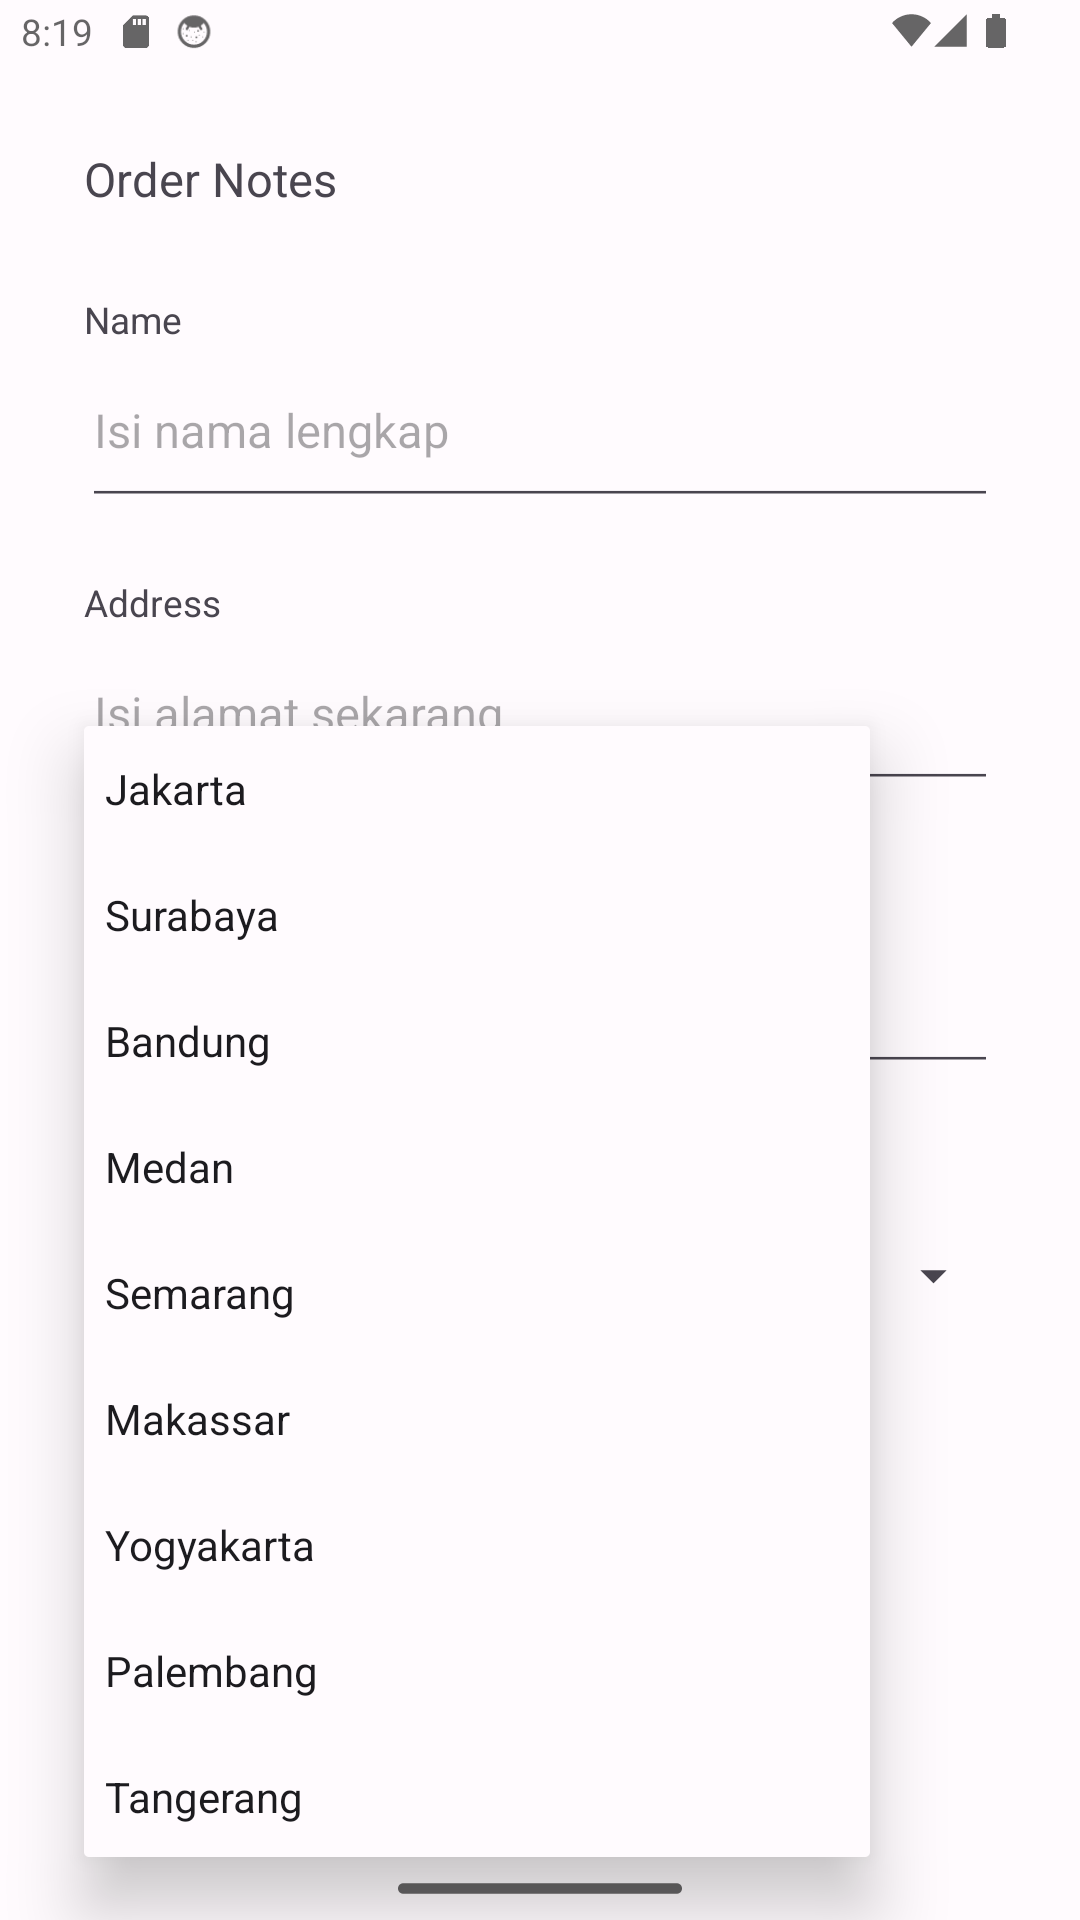 8:19
Order Notes
Name
Isi nama lengkap
Address
Isi alamat sekarang
Jakarta
Surabaya
Bandung
Medan
Semarang
Makassar
Yogyakarta
Palembang
Tangerang